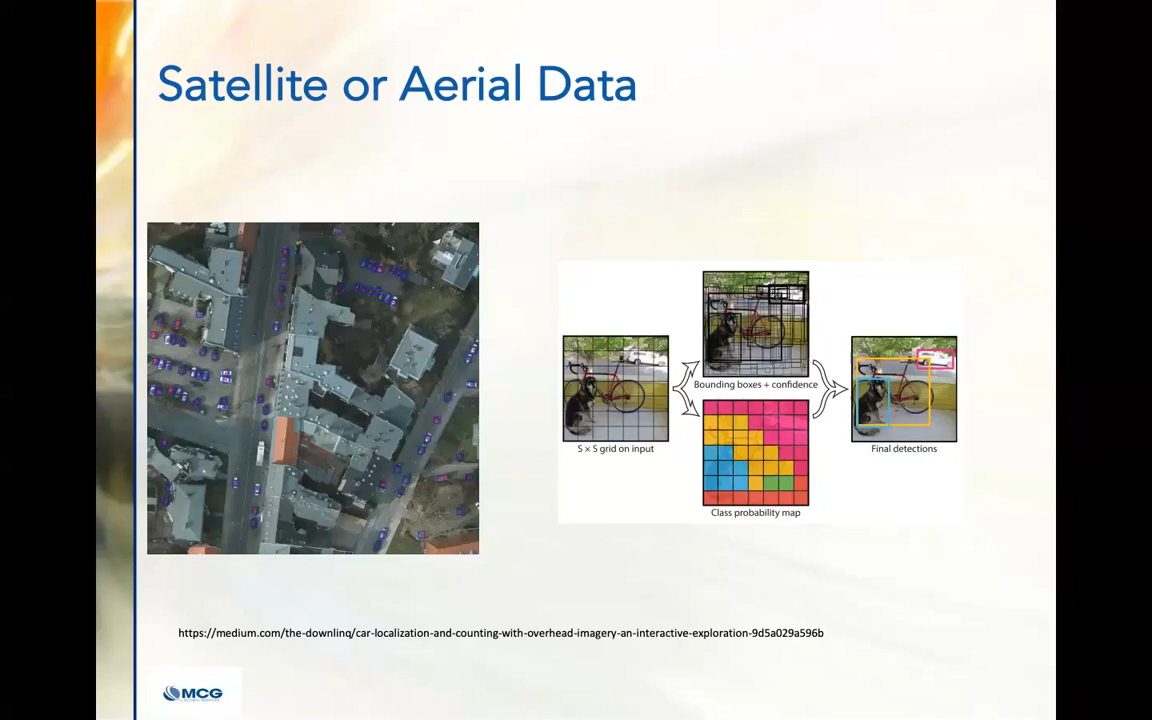 Satellite or Aerial Data
Bounding boxes + confidence
S × S grid on input
Final detections
Class probability map
https://medium.com/the-downlinq/car-localization-and-counting-with-overhead-imagery-an-interactive-exploration-9d5a029a596b
MCG